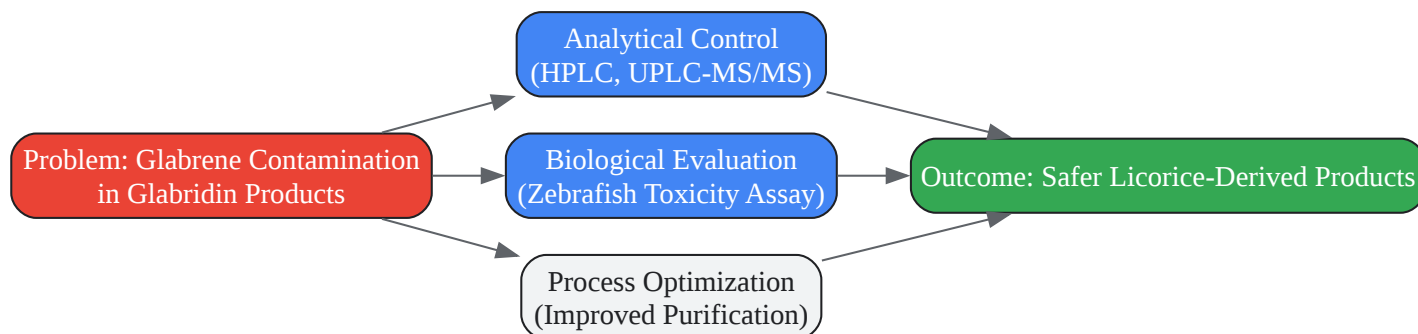 Analytical Control
(HPLC, UPLC-MS/MS)
Problem: Glabrene Contamination
in Glabridin Products
Biological Evaluation
(Zebrafish Toxicity Assay)
Outcome: Safer Licorice-Derived Products
Process Optimization
(Improved Purification)